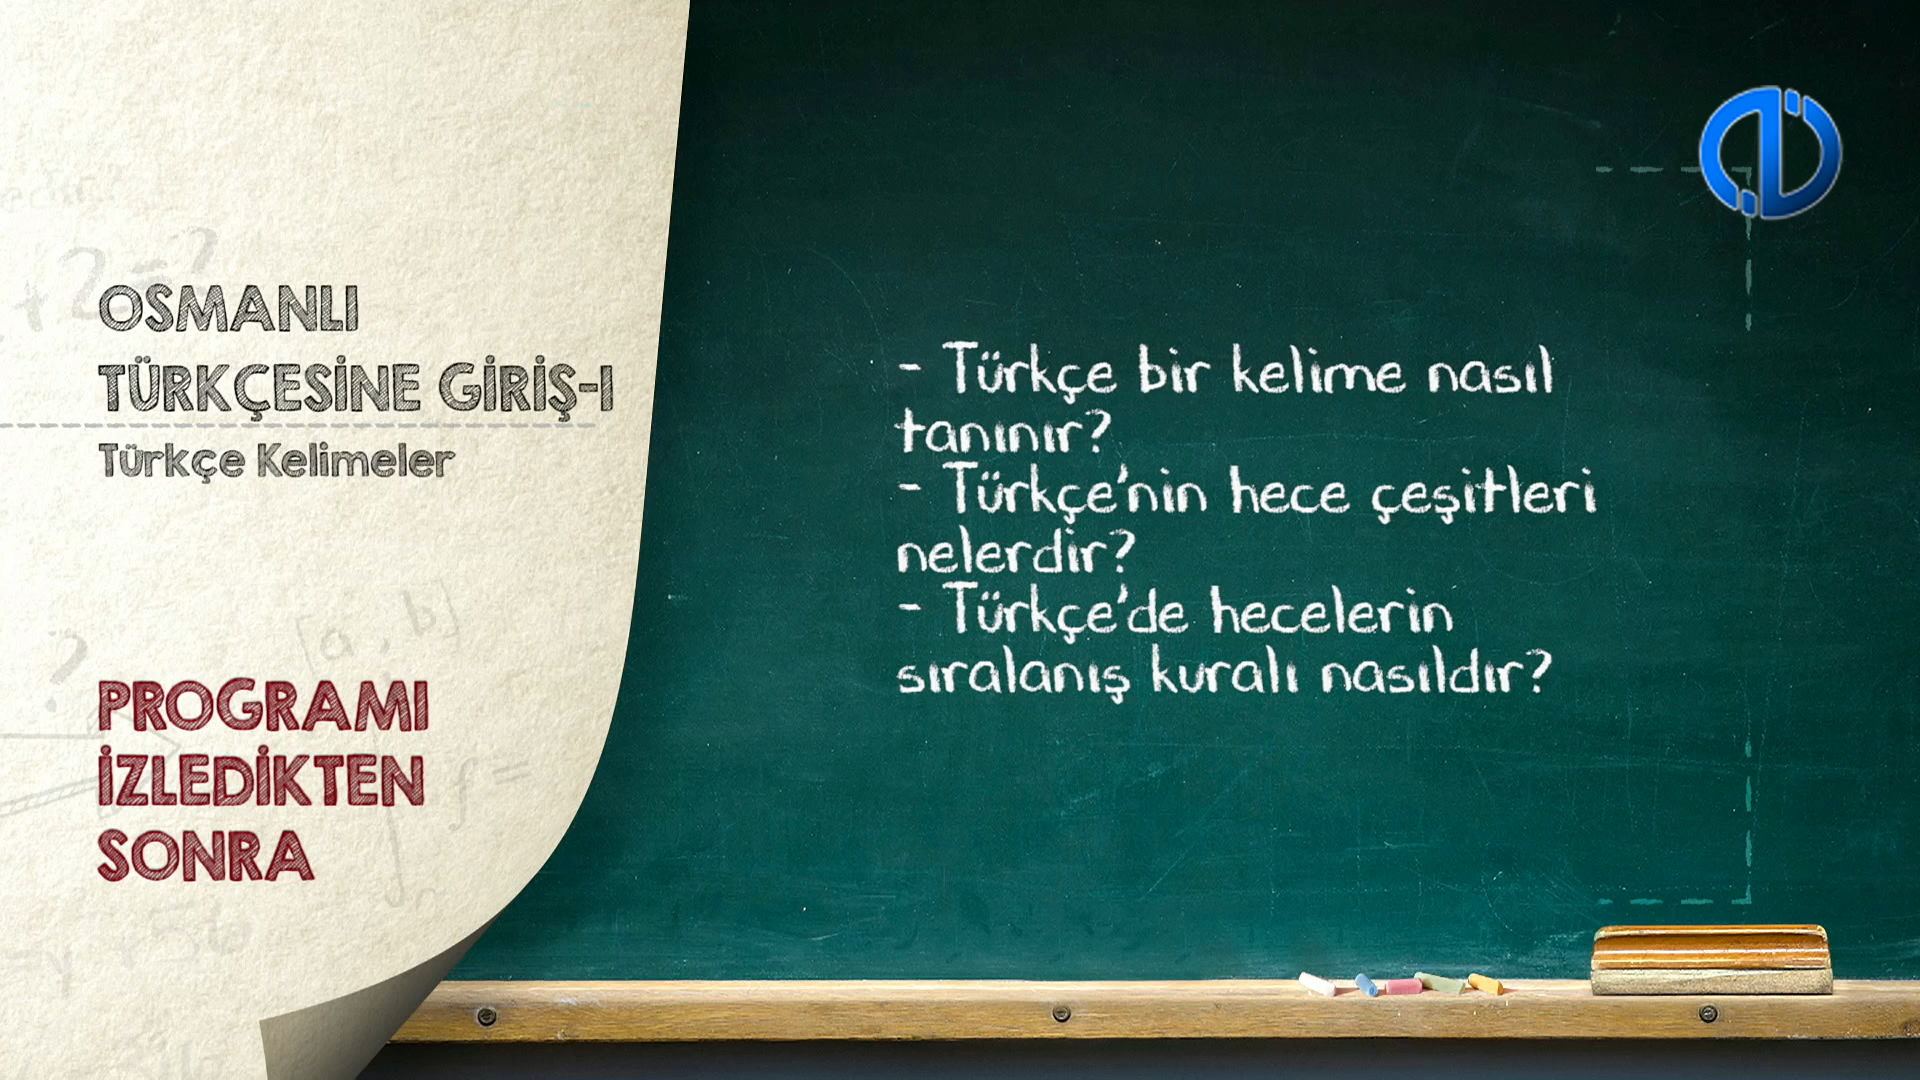 OSMANLI
TÜRKÇESİNE GİRİŞ-I
Türkçe Kelimeler
PROGRAMI
İZLEDİKTEN
SONRA
- Türkçe bir kelime nasıl
tanınır?
- Türkçe'nin hece çeşitleri
nelerdir?
- Türkçe'de hecelerin
sıralanış kuralı nasıldır?